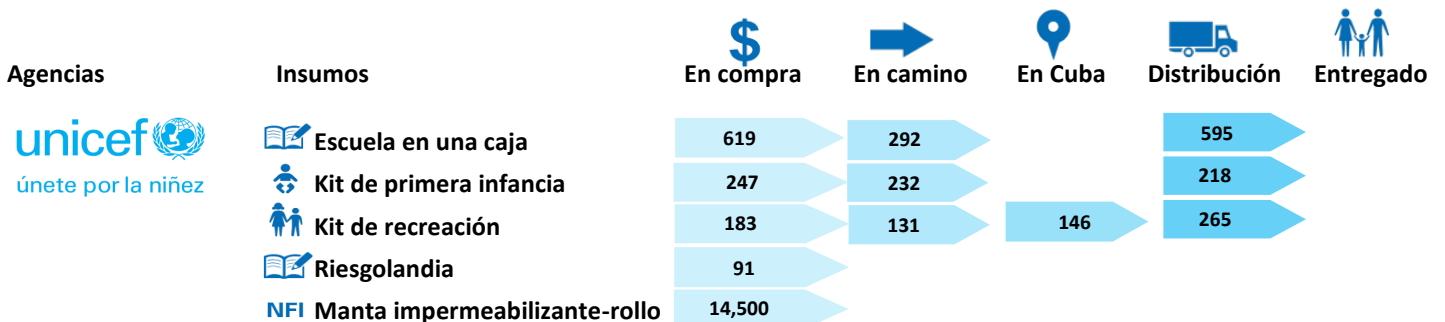 Agencias Insumos En compra En camino En Cuba Distribución Entregado
unicef
únete por la niñez
Escuela en una caja 619 292 595
Kit de primera infancia 247 232 218
Kit de recreación 183 131 146 265
Riesgolandia 91
NFI Manta impermeabilizante-rollo 14,500